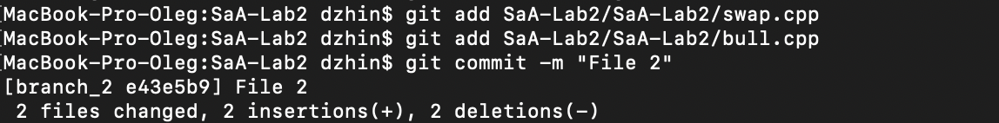 [MacBook-Pro-Oleg:SaA-Lab2 dzhin$ git add SaA-Lab2/SaA-Lab2/swap.cpp
[MacBook-Pro-Oleg:SaA-Lab2 dzhin$ git add SaA-Lab2/SaA-Lab2/bull.cpp
[MacBook-Pro-Oleg:SaA-Lab2 dzhin$ git commit -m "File 2"
[branch_2 e43e5b9] File 2
 2 files changed, 2 insertions(+), 2 deletions(-)